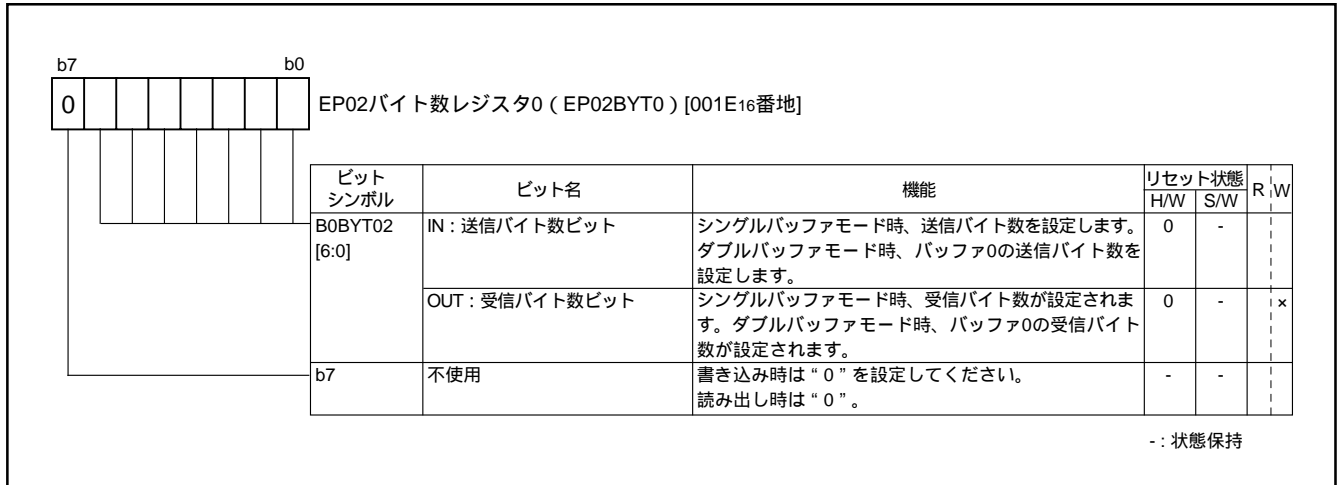 b7 b0
0 EP02バイト数レジスタ0（EP02BYT0）[001E16番地]
ビットシンボル ビット名 機能 リセット状態 R W
H/W S/W
B0BYT02 IN：送信バイト数ビット シングルバッファモード時、送信バイト数を設定します。 0 -
[6:0] ダブルバッファモード時、バッファ0の送信バイト数を
設定します。
OUT：受信バイト数ビット シングルバッファモード時、受信バイト数が設定されま 0 - ×
す。ダブルバッファモード時、バッファ0の受信バイト
数が設定されます。
b7 不使用 書き込み時は“0”を設定してください。 - -
読み出し時は“0”。
-：状態保持